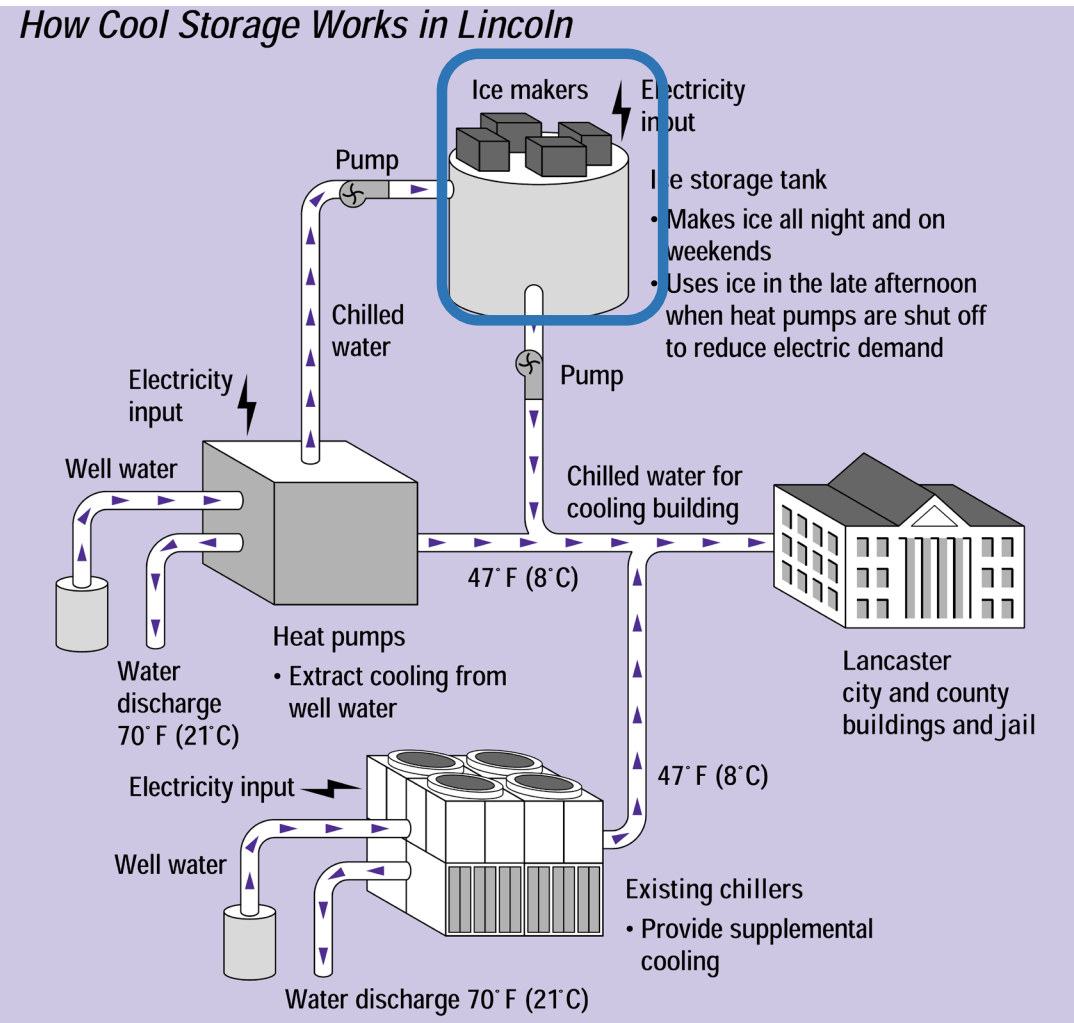 How Cool Storage Works in Lincoln
Ice makers
Electricity
input
Pump
Ice storage tank
• Makes ice all night and on
weekends
• Uses ice in the late afternoon
when heat pumps are shut off
to reduce electric demand
Chilled
water
Pump
Electricity
input
Well water
Chilled water for
cooling building
47°F (8°C)
Heat pumps
• Extract cooling from
well water
Water
discharge
70°F (21°C)
Lancaster
city and county
buildings and jail
Electricity input
47°F (8°C)
Well water
Existing chillers
• Provide supplemental
cooling
Water discharge 70°F (21°C)